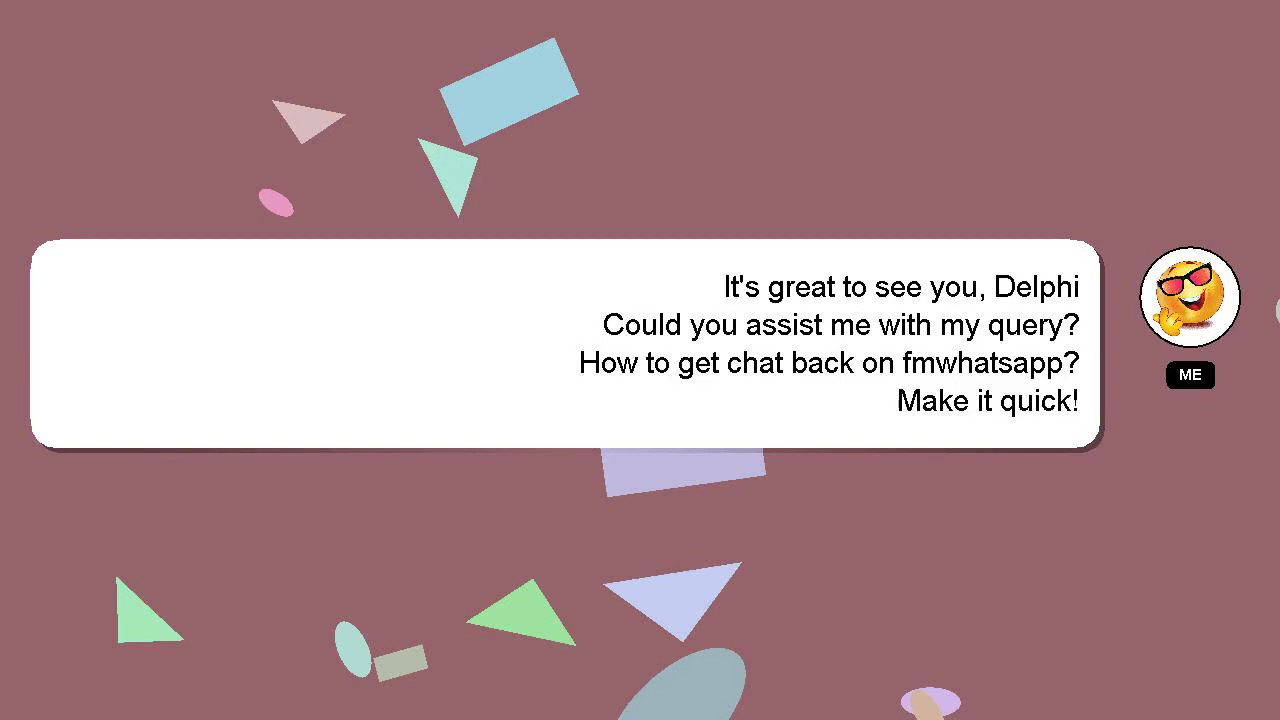 It's great to see you, Delphi
Could you assist me with my query?
How to get chat back on fmwhatsapp?
Make it quick!
ME